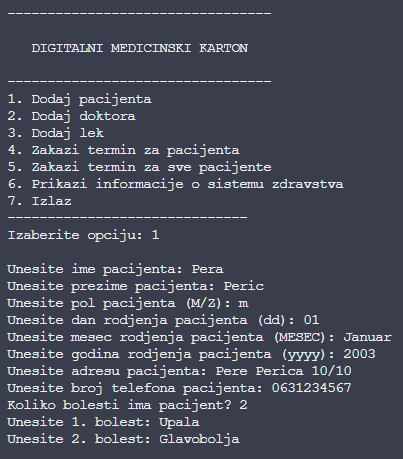 ---------------------------------
DIGITALNI MEDICINSKI KARTON
---------------------------------
1. Dodaj pacijenta
2. Dodaj doktora
3. Dodaj lek
4. Zakazi termin za pacijenta
5. Zakazi termin za sve pacijente
6. Prikazi informacije o sistemu zdravstva
7. Izlaz
------------------------------
Izaberite opciju: 1
Unesite ime pacijenta: Pera
Unesite prezime pacijenta: Peric
Unesite pol pacijenta (M/Z): m
Unesite dan rodjenja pacijenta (dd): 01
Unesite mesec rodjenja pacijenta (MESEC): Januar
Unesite godina rodjenja pacijenta (yyyy): 2003
Unesite adresu pacijenta: Pere Perica 10/10
Unesite broj telefona pacijenta: 0631234567
Koliko bolesti ima pacijent? 2
Unesite 1. bolest: Upala
Unesite 2. bolest: Glavobolja